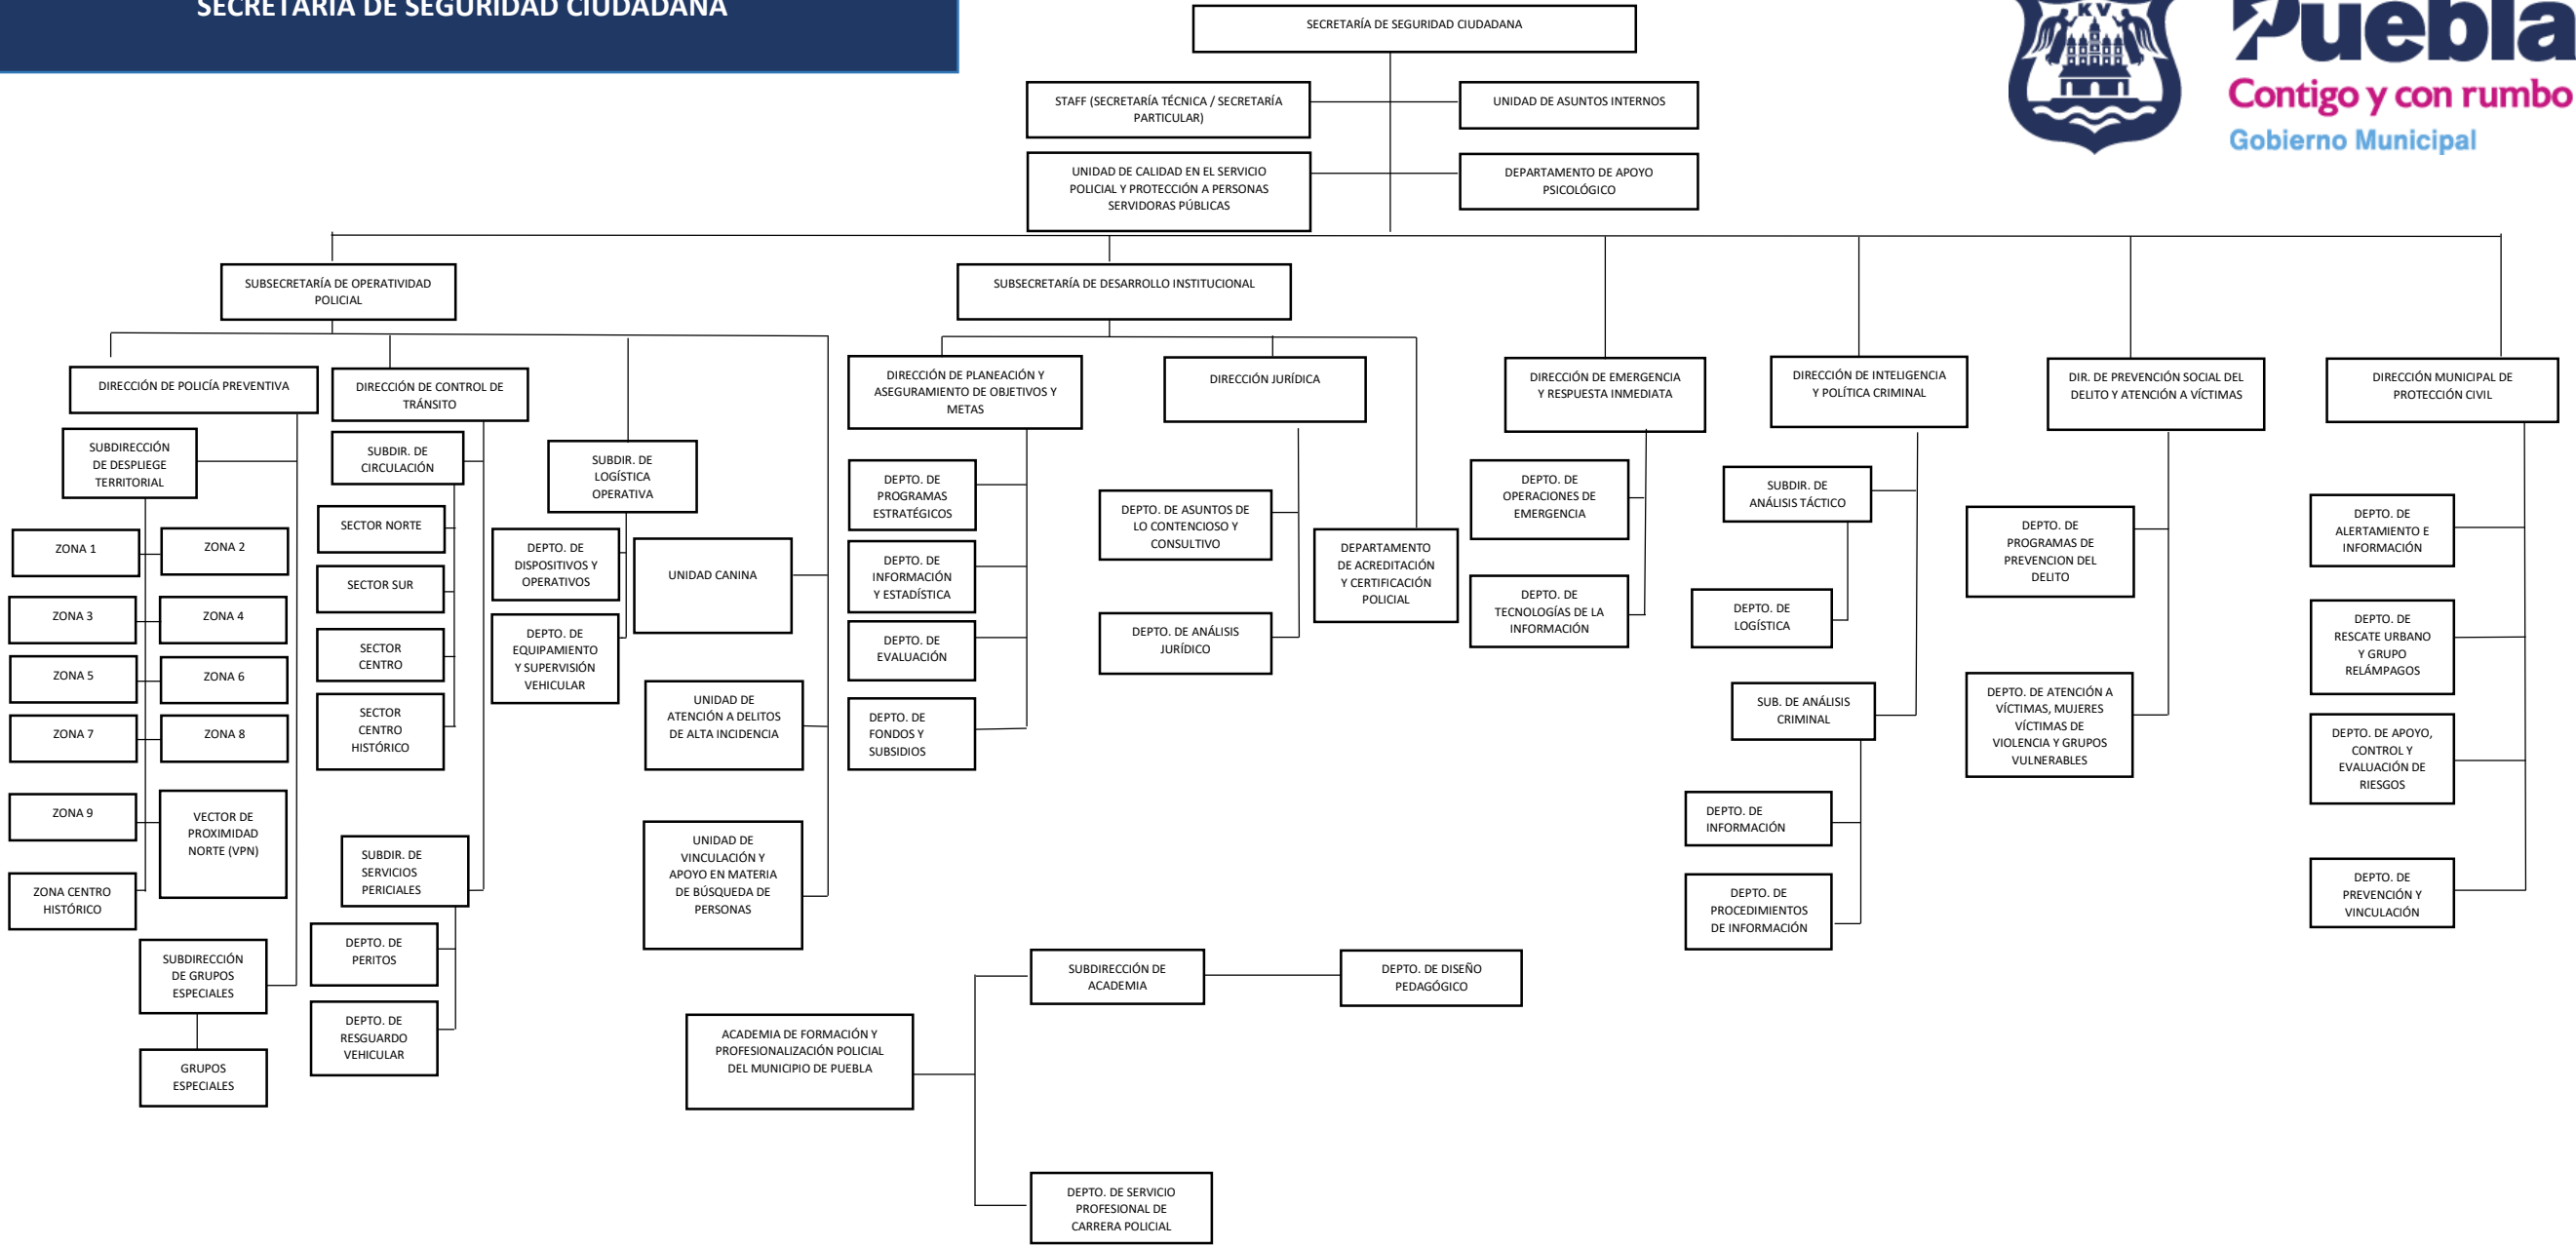 SECRETARÍA DE SEGURIDAD CIUDADANA
SECRETARÍA DE SEGURIDAD CIUDADANA
KV
Puebla
Contigo y con rumbo
Gobierno Municipal
STAFF (SECRETARÍA TÉCNICA / SECRETARÍA
PARTICULAR)
UNIDAD DE ASUNTOS INTERNOS
UNIDAD DE CALIDAD EN EL SERVICIO
POLICIAL Y PROTECCIÓN A PERSONAS
SERVIDORAS PÚBLICAS
DEPARTAMENTO DE APOYO
PSICOLÓGICO
SUBSECRETARÍA DE OPERATIVIDAD
POLICIAL
SUBSECRETARÍA DE DESARROLLO INSTITUCIONAL
DIRECCIÓN DE POLICÍA PREVENTIVA
DIRECCIÓN DE CONTROL DE
TRÁNSITO
DIRECCIÓN DE PLANEACIÓN Y
ASEGURAMIENTO DE OBJETIVOS Y
METAS
DIRECCIÓN JURÍDICA
DIRECCIÓN DE EMERGENCIA
Y RESPUESTA INMEDIATA
DIRECCIÓN DE INTELIGENCIA
Y POLÍTICA CRIMINAL
DIR. DE PREVENCIÓN SOCIAL DEL
DELITO Y ATENCIÓN A VÍCTIMAS
DIRECCIÓN MUNICIPAL DE
PROTECCIÓN CIVIL
SUBDIRECCIÓN
DE DESPLIEGE
TERRITORIAL
ZONA 1
ZONA 2
ZONA 3
ZONA 4
ZONA 5
ZONA 6
ZONA 7
ZONA 8
ZONA 9
VECTOR DE
PROXIMIDAD
NORTE (VPN)
ZONA CENTRO
HISTÓRICO
SUBDIRECCIÓN
DE GRUPOS
ESPECIALES
GRUPOS
ESPECIALES
SUBDIR. DE
CIRCULACIÓN
SECTOR NORTE
SECTOR SUR
SECTOR
CENTRO
SECTOR
CENTRO
HISTÓRICO
SUBDIR. DE
SERVICIOS
PERICIALES
DEPTO. DE
PERITOS
DEPTO. DE
RESGUARDO
VEHICULAR
SUBDIR. DE
LOGÍSTICA
OPERATIVA
DEPTO. DE
DISPOSITIVOS Y
OPERATIVOS
DEPTO. DE
EQUIPAMIENTO
Y SUPERVISIÓN
VEHICULAR
UNIDAD CANINA
UNIDAD DE
ATENCIÓN A DELITOS
DE ALTA INCIDENCIA
UNIDAD DE
VINCULACIÓN Y
APOYO EN MATERIA
DE BÚSQUEDA DE
PERSONAS
DEPTO. DE
PROGRAMAS
ESTRATÉGICOS
DEPTO. DE
INFORMACIÓN
Y ESTADÍSTICA
DEPTO. DE
EVALUACIÓN
DEPTO. DE
FONDOS Y
SUBSIDIOS
DEPTO. DE ASUNTOS DE
LO CONTENCIOSO Y
CONSULTIVO
DEPTO. DE ANÁLISIS
JURÍDICO
DEPARTAMENTO
DE ACREDITACIÓN
Y CERTIFICACIÓN
POLICIAL
DEPTO. DE
OPERACIONES DE
EMERGENCIA
DEPTO. DE
TECNOLOGÍAS DE LA
INFORMACIÓN
SUBDIR. DE
ANÁLISIS TÁCTICO
DEPTO. DE
LOGÍSTICA
SUB. DE ANÁLISIS
CRIMINAL
DEPTO. DE
INFORMACIÓN
DEPTO. DE
PROCEDIMIENTOS
DE INFORMACIÓN
DEPTO. DE
PROGRAMAS DE
PREVENCION DEL
DELITO
DEPTO. DE ATENCIÓN A
VÍCTIMAS, MUJERES
VÍCTIMAS DE
VIOLENCIA Y GRUPOS
VULNERABLES
DEPTO. DE
ALERTAMIENTO E
INFORMACIÓN
DEPTO. DE
RESCATE URBANO
Y GRUPO
RELÁMPAGOS
DEPTO. DE APOYO,
CONTROL Y
EVALUACIÓN DE
RIESGOS
DEPTO. DE
PREVENCIÓN Y
VINCULACIÓN
ACADEMIA DE FORMACIÓN Y
PROFESIONALIZACIÓN POLICIAL
DEL MUNICIPIO DE PUEBLA
SUBDIRECCIÓN DE
ACADEMIA
DEPTO. DE DISEÑO
PEDAGÓGICO
DEPTO. DE SERVICIO
PROFESIONAL DE
CARRERA POLICIAL